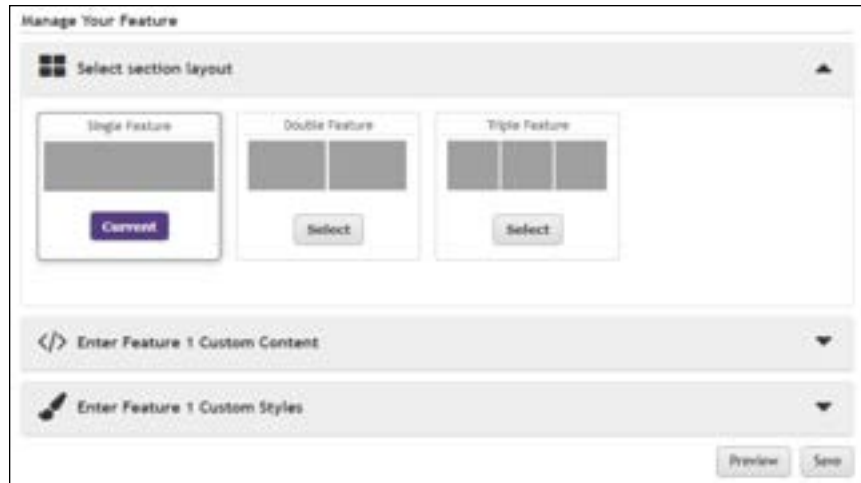 Manage Your Feature
Select section layout
Single Feature
Double Feature
Triple Feature
Current
Select
Select
</> Enter Feature 1 Custom Content
Enter Feature 1 Custom Styles
Preview
Save